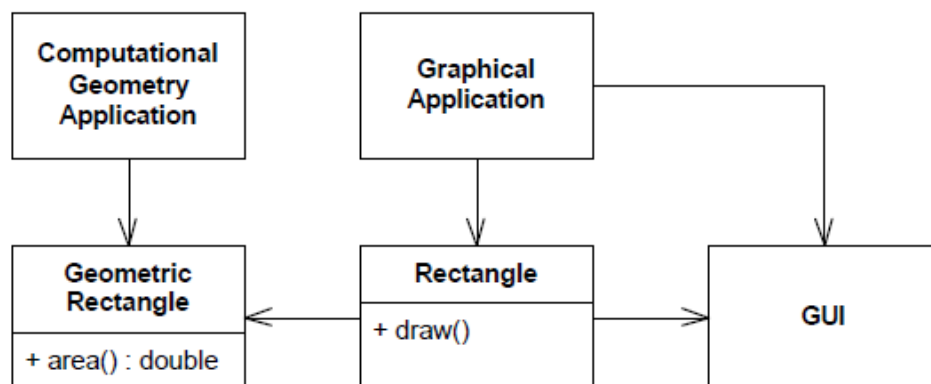 Computational
Geometry
Application
Graphical
Application
Geometric
Rectangle
+ area() : double
Rectangle
+ draw()
GUI